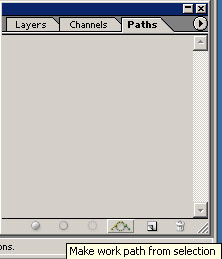 Layers Channels Paths
ons.
Make work path from selection